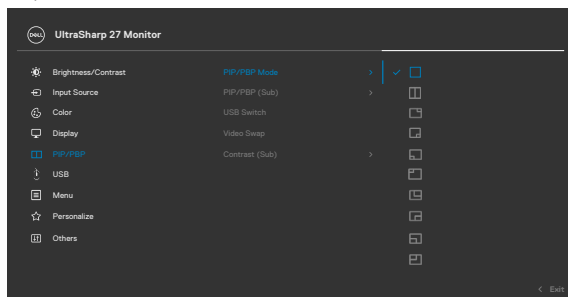 DELL UltraSharp 27 Monitor
Brightness/Contrast PIP/PBP Mode
Input Source PIP/PBP (Sub)
Color USB Switch
Display Video Swap
PIP/PBP Contrast (Sub)
USB
Menu
Personalize
Others
Exit